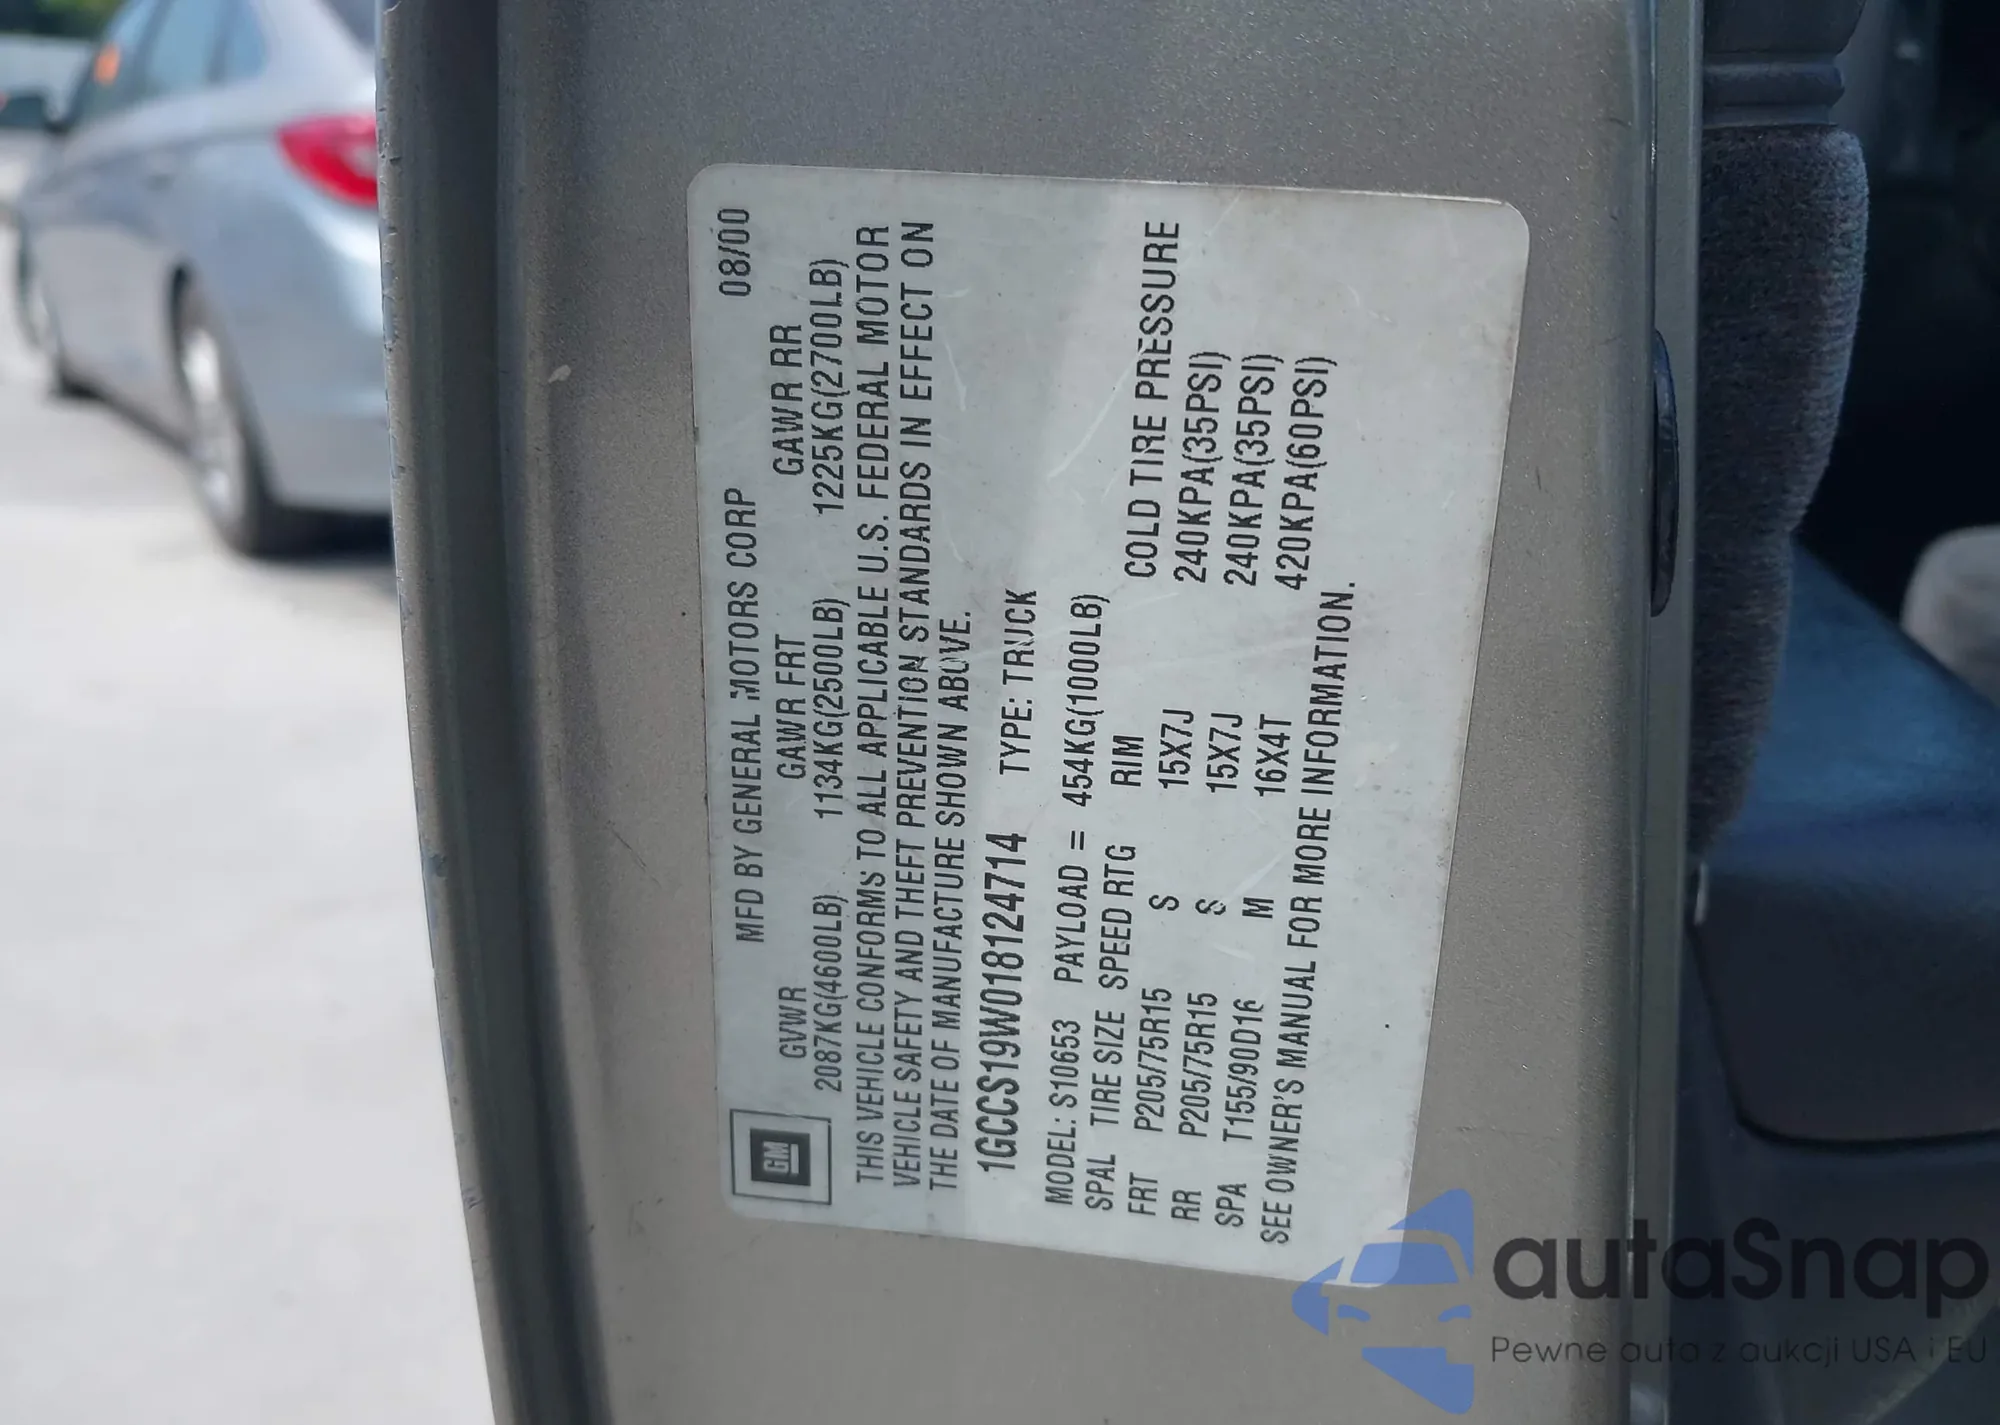 GM
MFD BY GENERAL MOTORS CORP 08/00
GVWR GAWR FRT GAWR RR
2087KG(4600LB) 1134KG(2500LB) 1225KG(2700LB)
THIS VEHICLE CONFORMS TO ALL APPLICABLE U.S. FEDERAL MOTOR
VEHICLE SAFETY AND THEFT PREVENTION STANDARDS IN EFFECT ON
THE DATE OF MANUFACTURE SHOWN ABOVE.
1GCCS19W018124714 TYPE: TRUCK
MODEL: S10653 PAYLOAD = 454KG(1000LB)
SPAL TIRE SIZE SPEED RTG RIM COLD TIRE PRESSURE
FRT P205/75R15 S 15X7J 240KPA(35PSI)
RR P205/75R15 S 15X7J 240KPA(35PSI)
SPA T155/90D16 M 16X4T 420KPA(60PSI)
SEE OWNER'S MANUAL FOR MORE INFORMATION.
autaSnap
Pewne auta z aukcji USA i EU